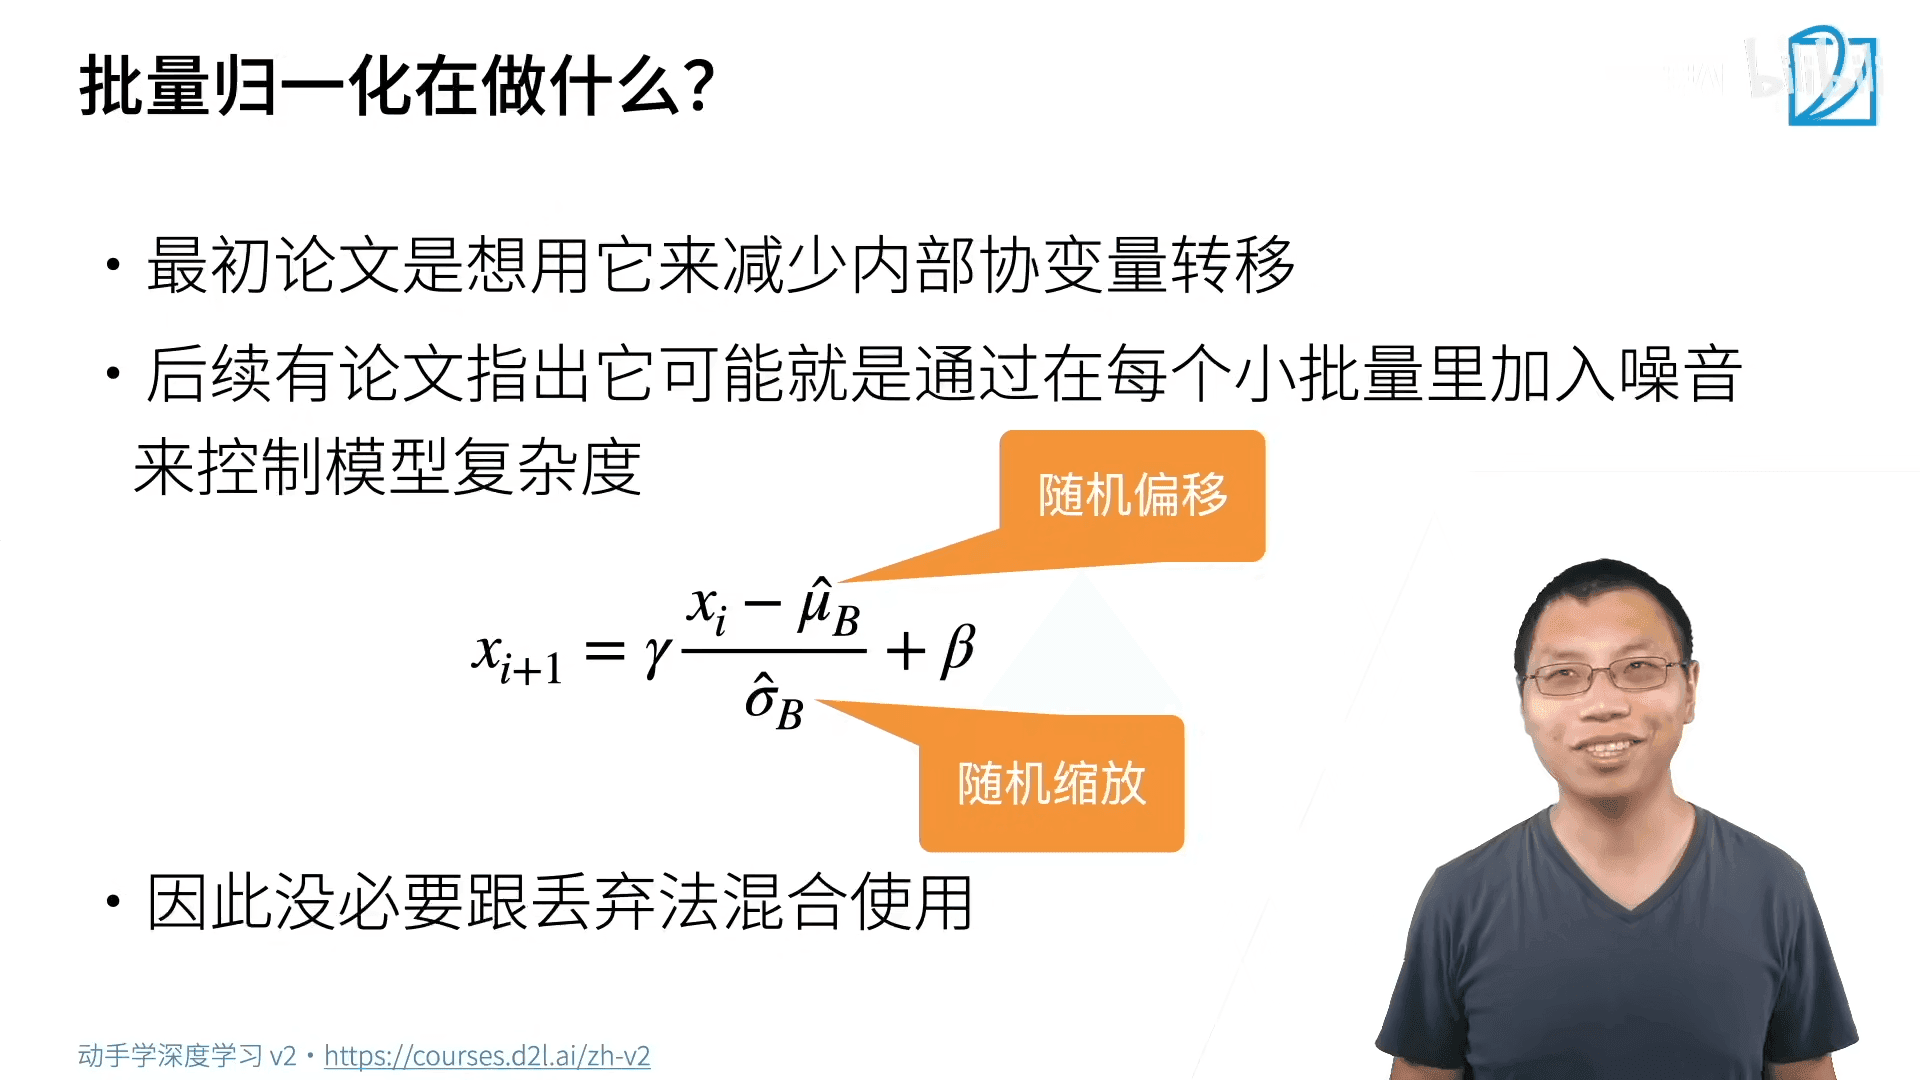 批量归一化在做什么？
• 最初论文是想用它来减少内部协变量转移
• 后续有论文指出它可能就是通过在每个小批量里加入噪音
来控制模型复杂度
随机偏移
x_{i+1} = γ \frac{x_i − \hat{μ}_B}{\hat{σ}_B} + β
随机缩放
• 因此没必要跟丢弃法混合使用
动手学深度学习 v2 • https://courses.d2l.ai/zh-v2